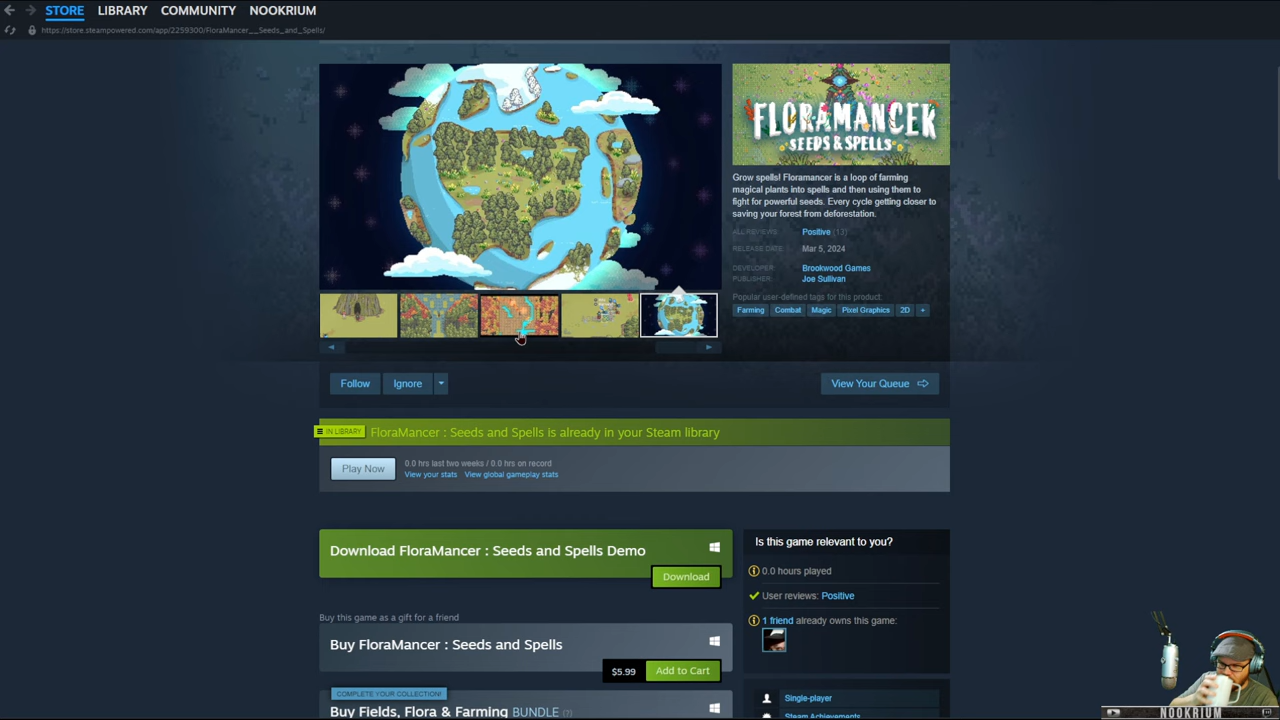 STORE LIBRARY COMMUNITY NOOKRIUM
https://store.steampowered.com/app/2259300/FloraMancer__Seeds_and_Spells/
FLORAMANCER
SEEDS & SPELLS
Grow spells! Floramancer is a loop of farming
magical plants into spells and then using them to
fight for powerful seeds. Every cycle getting closer to
saving your forest from deforestation.
ALL REVIEWS: Positive (13)
RELEASE DATE: Mar 5, 2024
DEVELOPER: Brookwood Games
PUBLISHER: Joe Sullivan
Popular user-defined tags for this product:
Farming Combat Magic Pixel Graphics 2D +
Follow Ignore View Your Queue
IN LIBRARY FloraMancer : Seeds and Spells is already in your Steam library
Play Now
0.0 hrs last two weeks / 0.0 hrs on record
View your stats View global gameplay stats
Download FloraMancer : Seeds and Spells Demo
Download
Is this game relevant to you?
0.0 hours played
User reviews: Positive
1 friend already owns this game:
Buy this game as a gift for a friend
Buy FloraMancer : Seeds and Spells
$5.99 Add to Cart
COMPLETE YOUR COLLECTION!
Buy Fields, Flora & Farming BUNDLE (?)
Single-player
Steam Achievements
NOOKRIUM